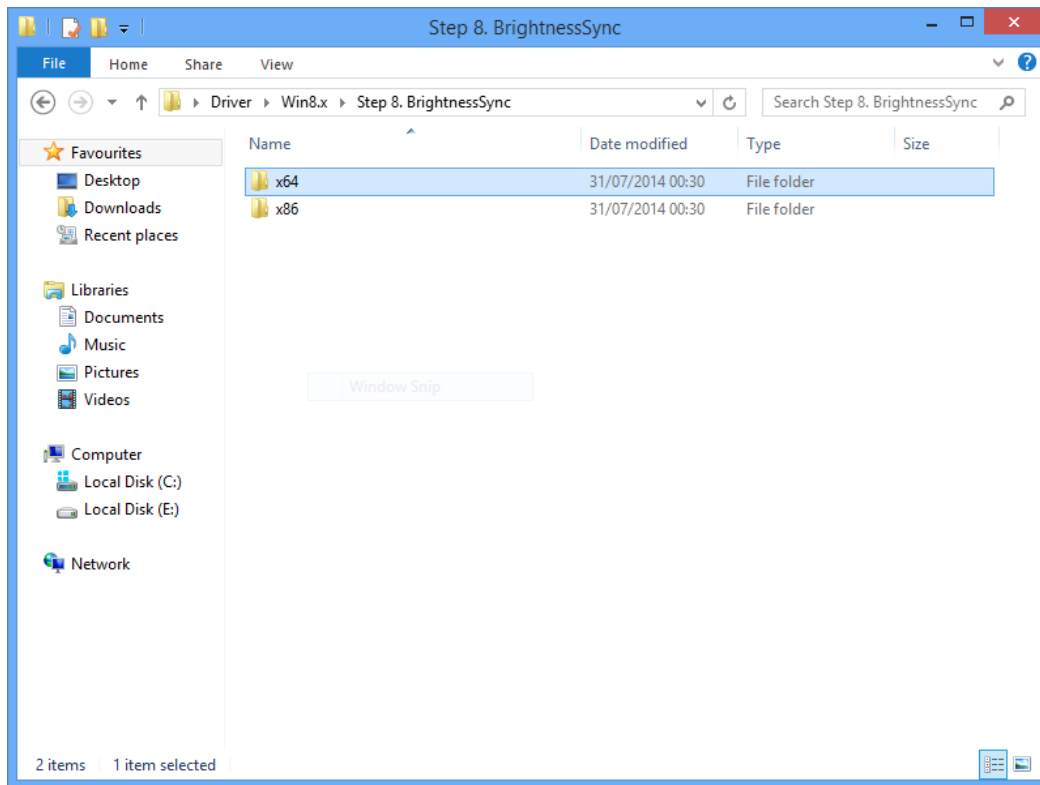 Step 8. BrightnessSync
File Home Share View
Driver Win8.x Step 8. BrightnessSync Search Step 8. BrightnessSync
Name Date modified Type Size
Favourites
Desktop
Downloads
Recent places
Libraries
Documents
Music
Pictures
Videos
Computer
Local Disk (C:)
Local Disk (E:)
Network
x64 31/07/2014 00:30 File folder
x86 31/07/2014 00:30 File folder
Window Snip
2 items 1 item selected